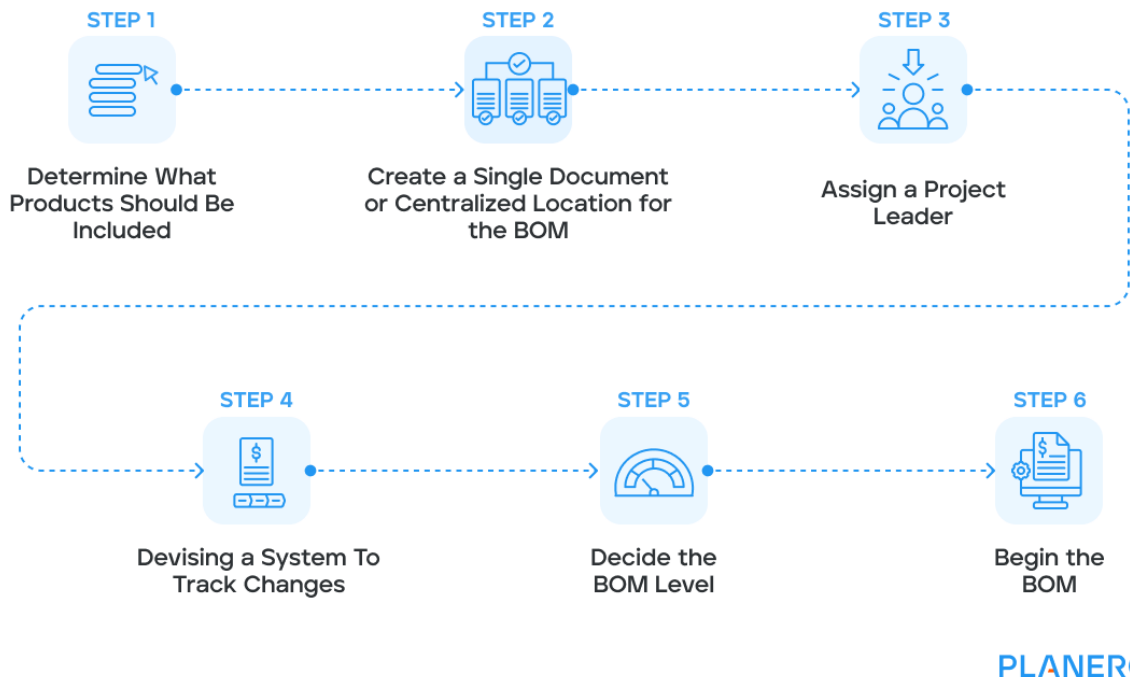 STEP 1
Determine What
Products Should Be
Included
STEP 2
Create a Single Document
or Centralized Location for
the BOM
STEP 3
Assign a Project
Leader
STEP 4
$
Devising a System To
Track Changes
STEP 5
Decide the
BOM Level
STEP 6
$
Begin the
BOM